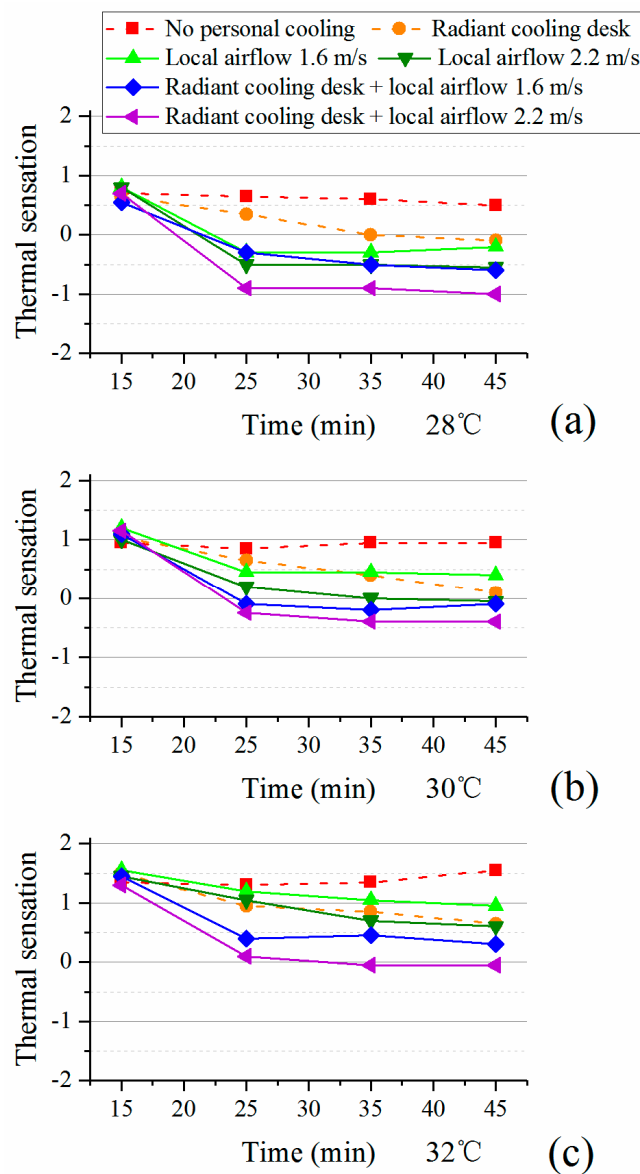 No personal cooling Radiant cooling desk
Local airflow 1.6 m/s Local airflow 2.2 m/s
Radiant cooling desk + local airflow 1.6 m/s
Radiant cooling desk + local airflow 2.2 m/s
Thermal sensation
2
1
0
-1
-2
15 20 25 30 35 40 45
Time (min) 28℃ (a)
Thermal sensation
2
1
0
-1
-2
15 20 25 30 35 40 45
Time (min) 30℃ (b)
Thermal sensation
2
1
0
-1
-2
15 20 25 30 35 40 45
Time (min) 32℃ (c)